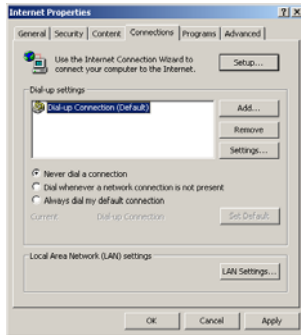 Internet Properties
General Security Content Connections Programs Advanced
Use the Internet Connection Wizard to
connect your computer to the Internet.
Setup...
Dial-up settings
Dial-up Connection (Default)
Add...
Remove
Settings...
Never dial a connection
Dial whenever a network connection is not present
Always dial my default connection
Current Dial-up Connection Set Default
Local Area Network (LAN) settings
LAN Settings...
OK Cancel Apply